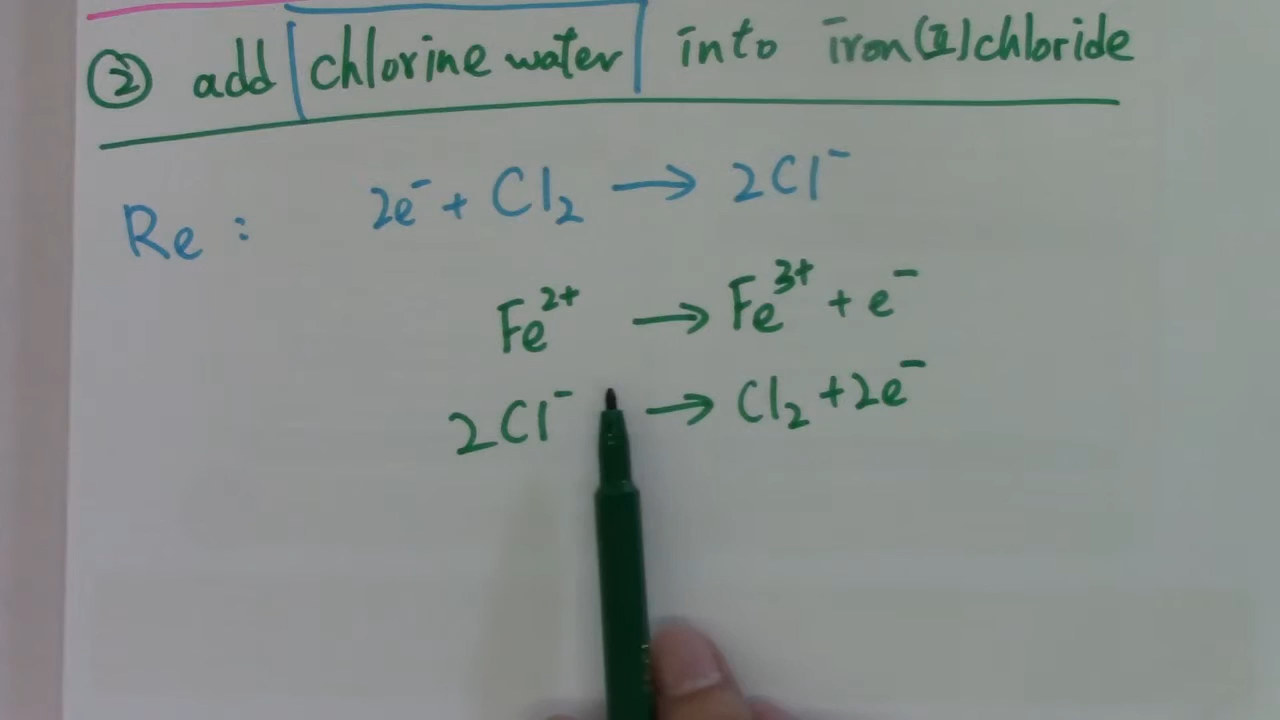 ② add chlorine water into iron(II)chloride
Re : 2e⁻ + Cl₂ → 2Cl⁻
Fe²⁺ → Fe³⁺ + e⁻
2Cl⁻ → Cl₂ + 2e⁻